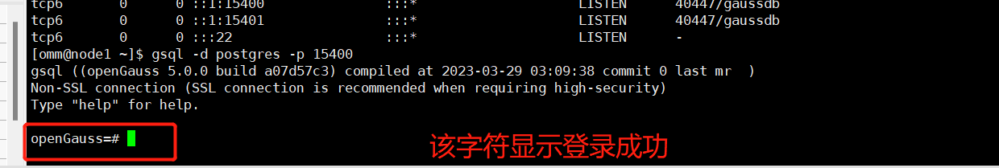 tcp6 0 0 ::1:15400 :::* LISTEN 40447/gaussdb
tcp6 0 0 ::1:15401 :::* LISTEN 40447/gaussdb
tcp6 0 0 :::22 :::* LISTEN -
[omm@node1 ~]$ gsql -d postgres -p 15400
gsql ((openGauss 5.0.0 build a07d57c3) compiled at 2023-03-29 03:09:38 commit 0 last mr  )
Non-SSL connection (SSL connection is recommended when requiring high-security)
Type "help" for help.
openGauss=#
该字符显示登录成功